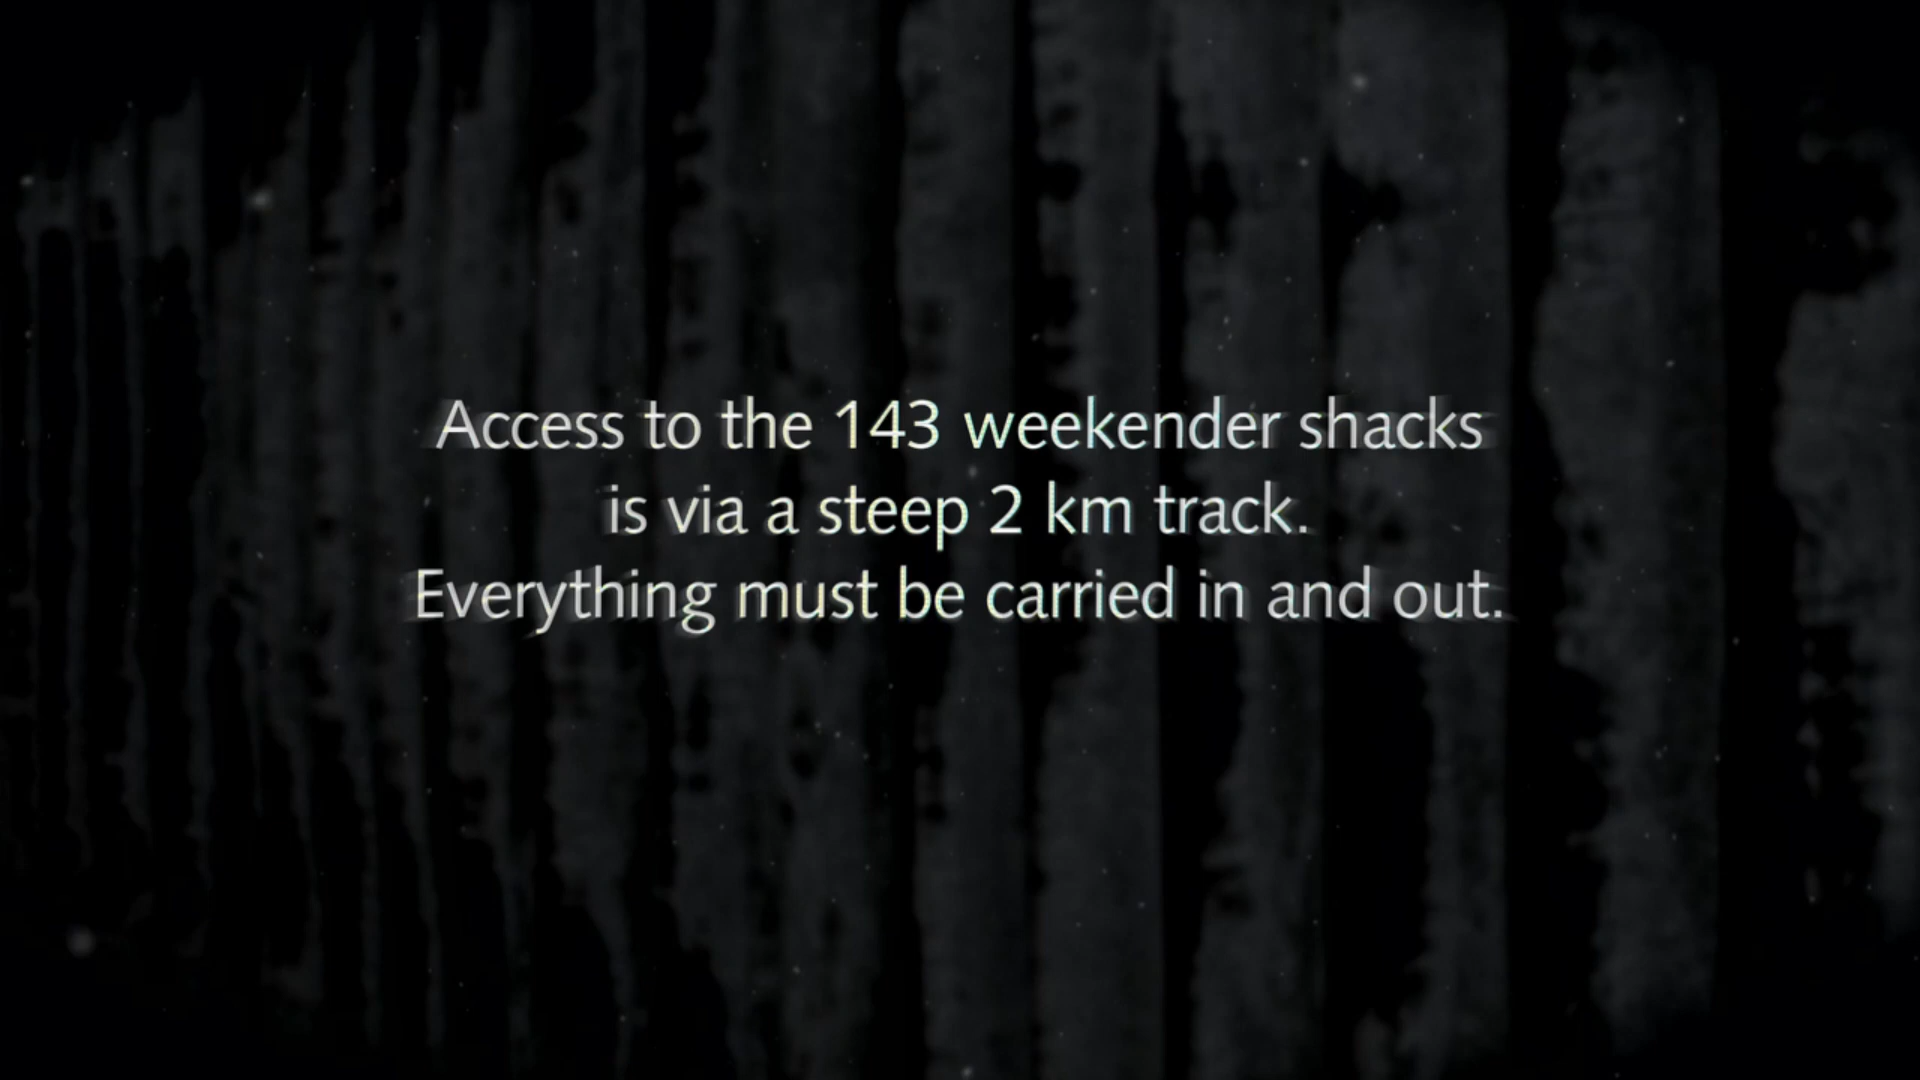 Access to the 143 weekender shacks
is via a steep 2 km track.
Everything must be carried in and out.